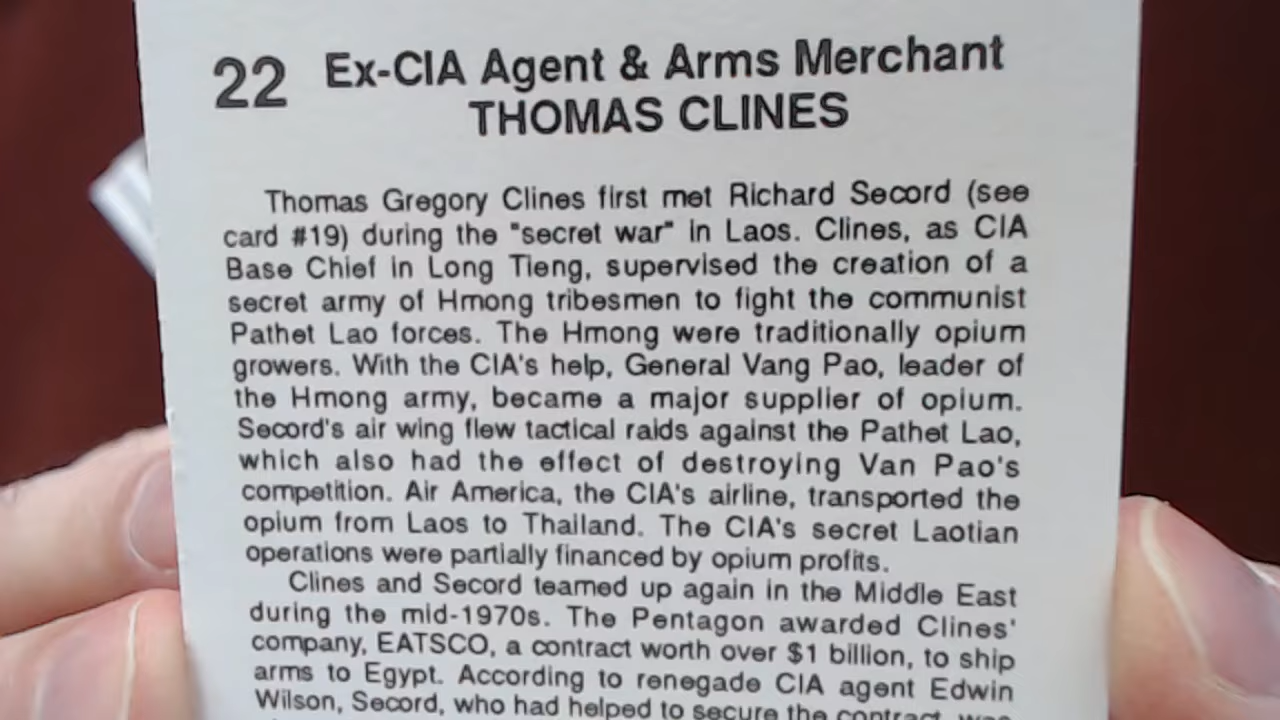 22 Ex-CIA Agent & Arms Merchant
THOMAS CLINES
Thomas Gregory Clines first met Richard Secord (see
card #19) during the "secret war" in Laos. Clines, as CIA
Base Chief in Long Tieng, supervised the creation of a
secret army of Hmong tribesmen to fight the communist
Pathet Lao forces. The Hmong were traditionally opium
growers. With the CIA's help, General Vang Pao, leader of
the Hmong army, became a major supplier of opium.
Secord's air wing flew tactical raids against the Pathet Lao,
which also had the effect of destroying Van Pao's
competition. Air America, the CIA's airline, transported the
opium from Laos to Thailand. The CIA's secret Laotian
operations were partially financed by opium profits.
Clines and Secord teamed up again in the Middle East
during the mid-1970s. The Pentagon awarded Clines'
company, EATSCO, a contract worth over $1 billion, to ship
arms to Egypt. According to renegade CIA agent Edwin
Wilson, Secord, who had helped to secure the contract, was